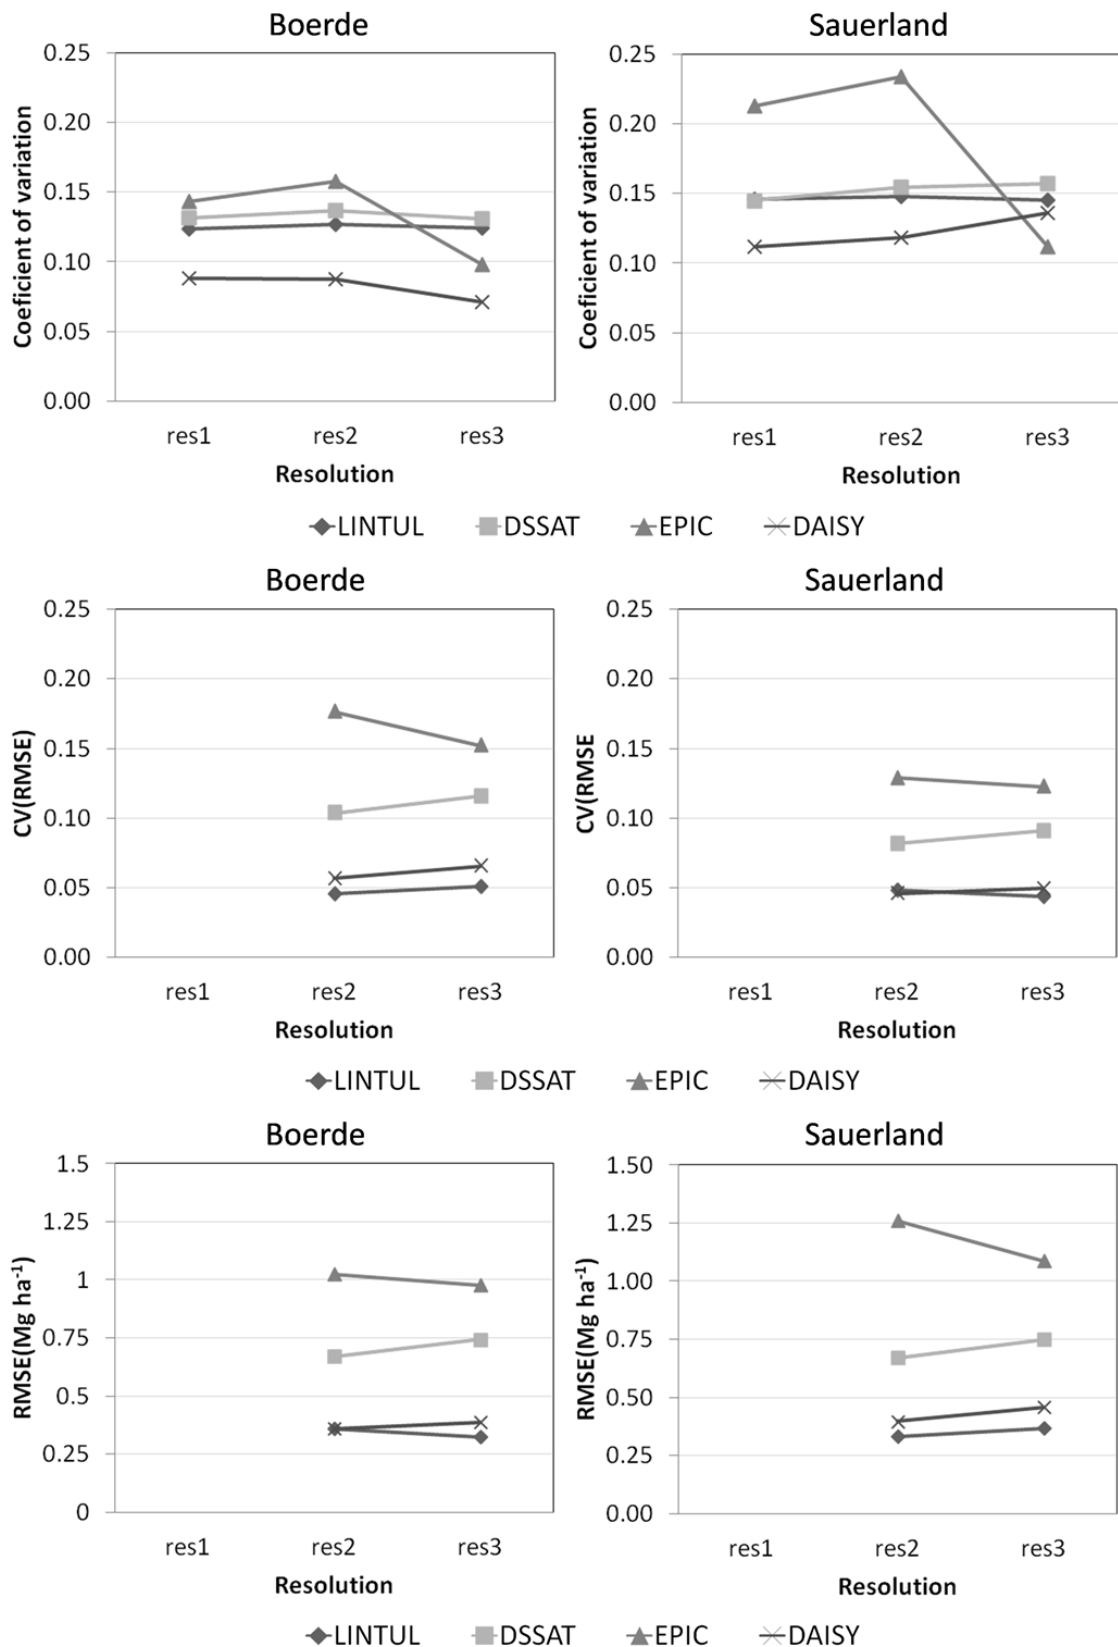 Boerde
Coeficient of variation
0.25
0.20
0.15
0.10
0.05
0.00
res1 res2 res3
Resolution
Sauerland
Coeficient of variation
0.25
0.20
0.15
0.10
0.05
0.00
res1 res2 res3
Resolution
LINTUL DSSAT EPIC DAISY
Boerde
CV(RMSE)
0.25
0.20
0.15
0.10
0.05
0.00
res1 res2 res3
Resolution
Sauerland
CV(RMSE
0.25
0.20
0.15
0.10
0.05
0.00
res1 res2 res3
Resolution
LINTUL DSSAT EPIC DAISY
Boerde
RMSE(Mg ha⁻¹)
1.5
1.25
1
0.75
0.5
0.25
0
res1 res2 res3
Resolution
Sauerland
RMSE(Mg ha⁻¹)
1.50
1.25
1.00
0.75
0.50
0.25
0.00
res1 res2 res3
Resolution
LINTUL DSSAT EPIC DAISY